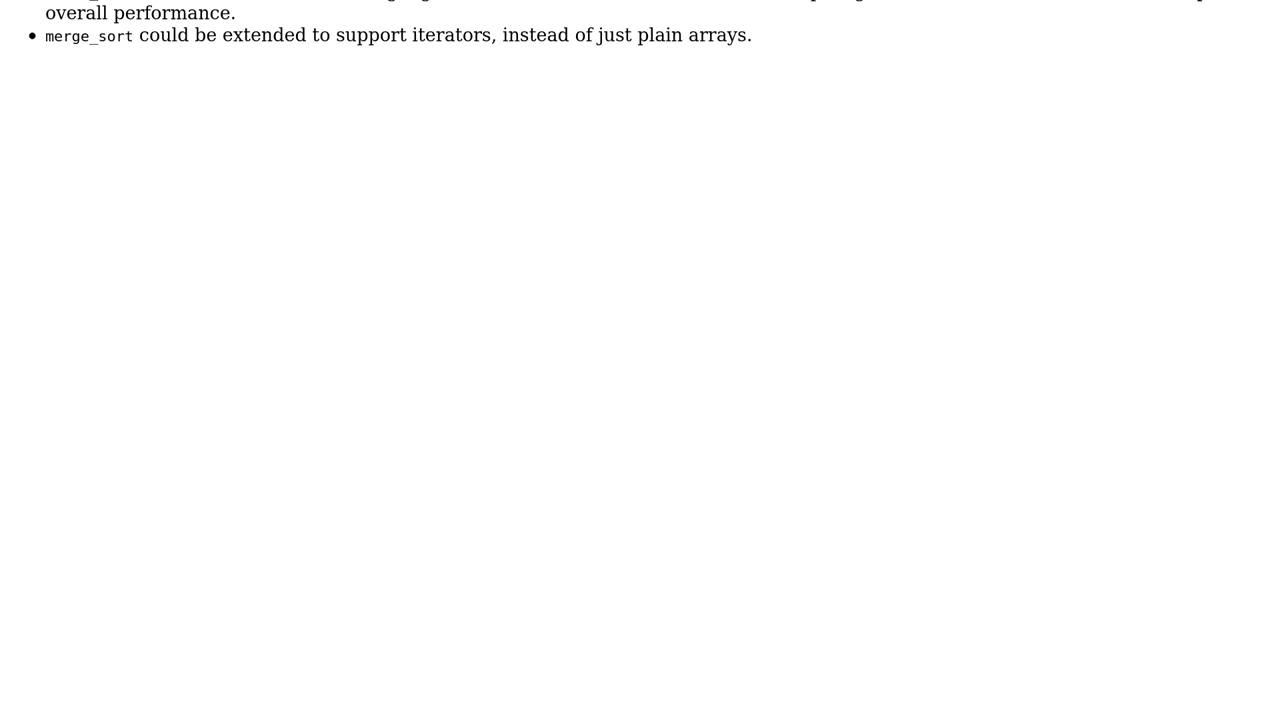 overall performance.
• merge_sort could be extended to support iterators, instead of just plain arrays.